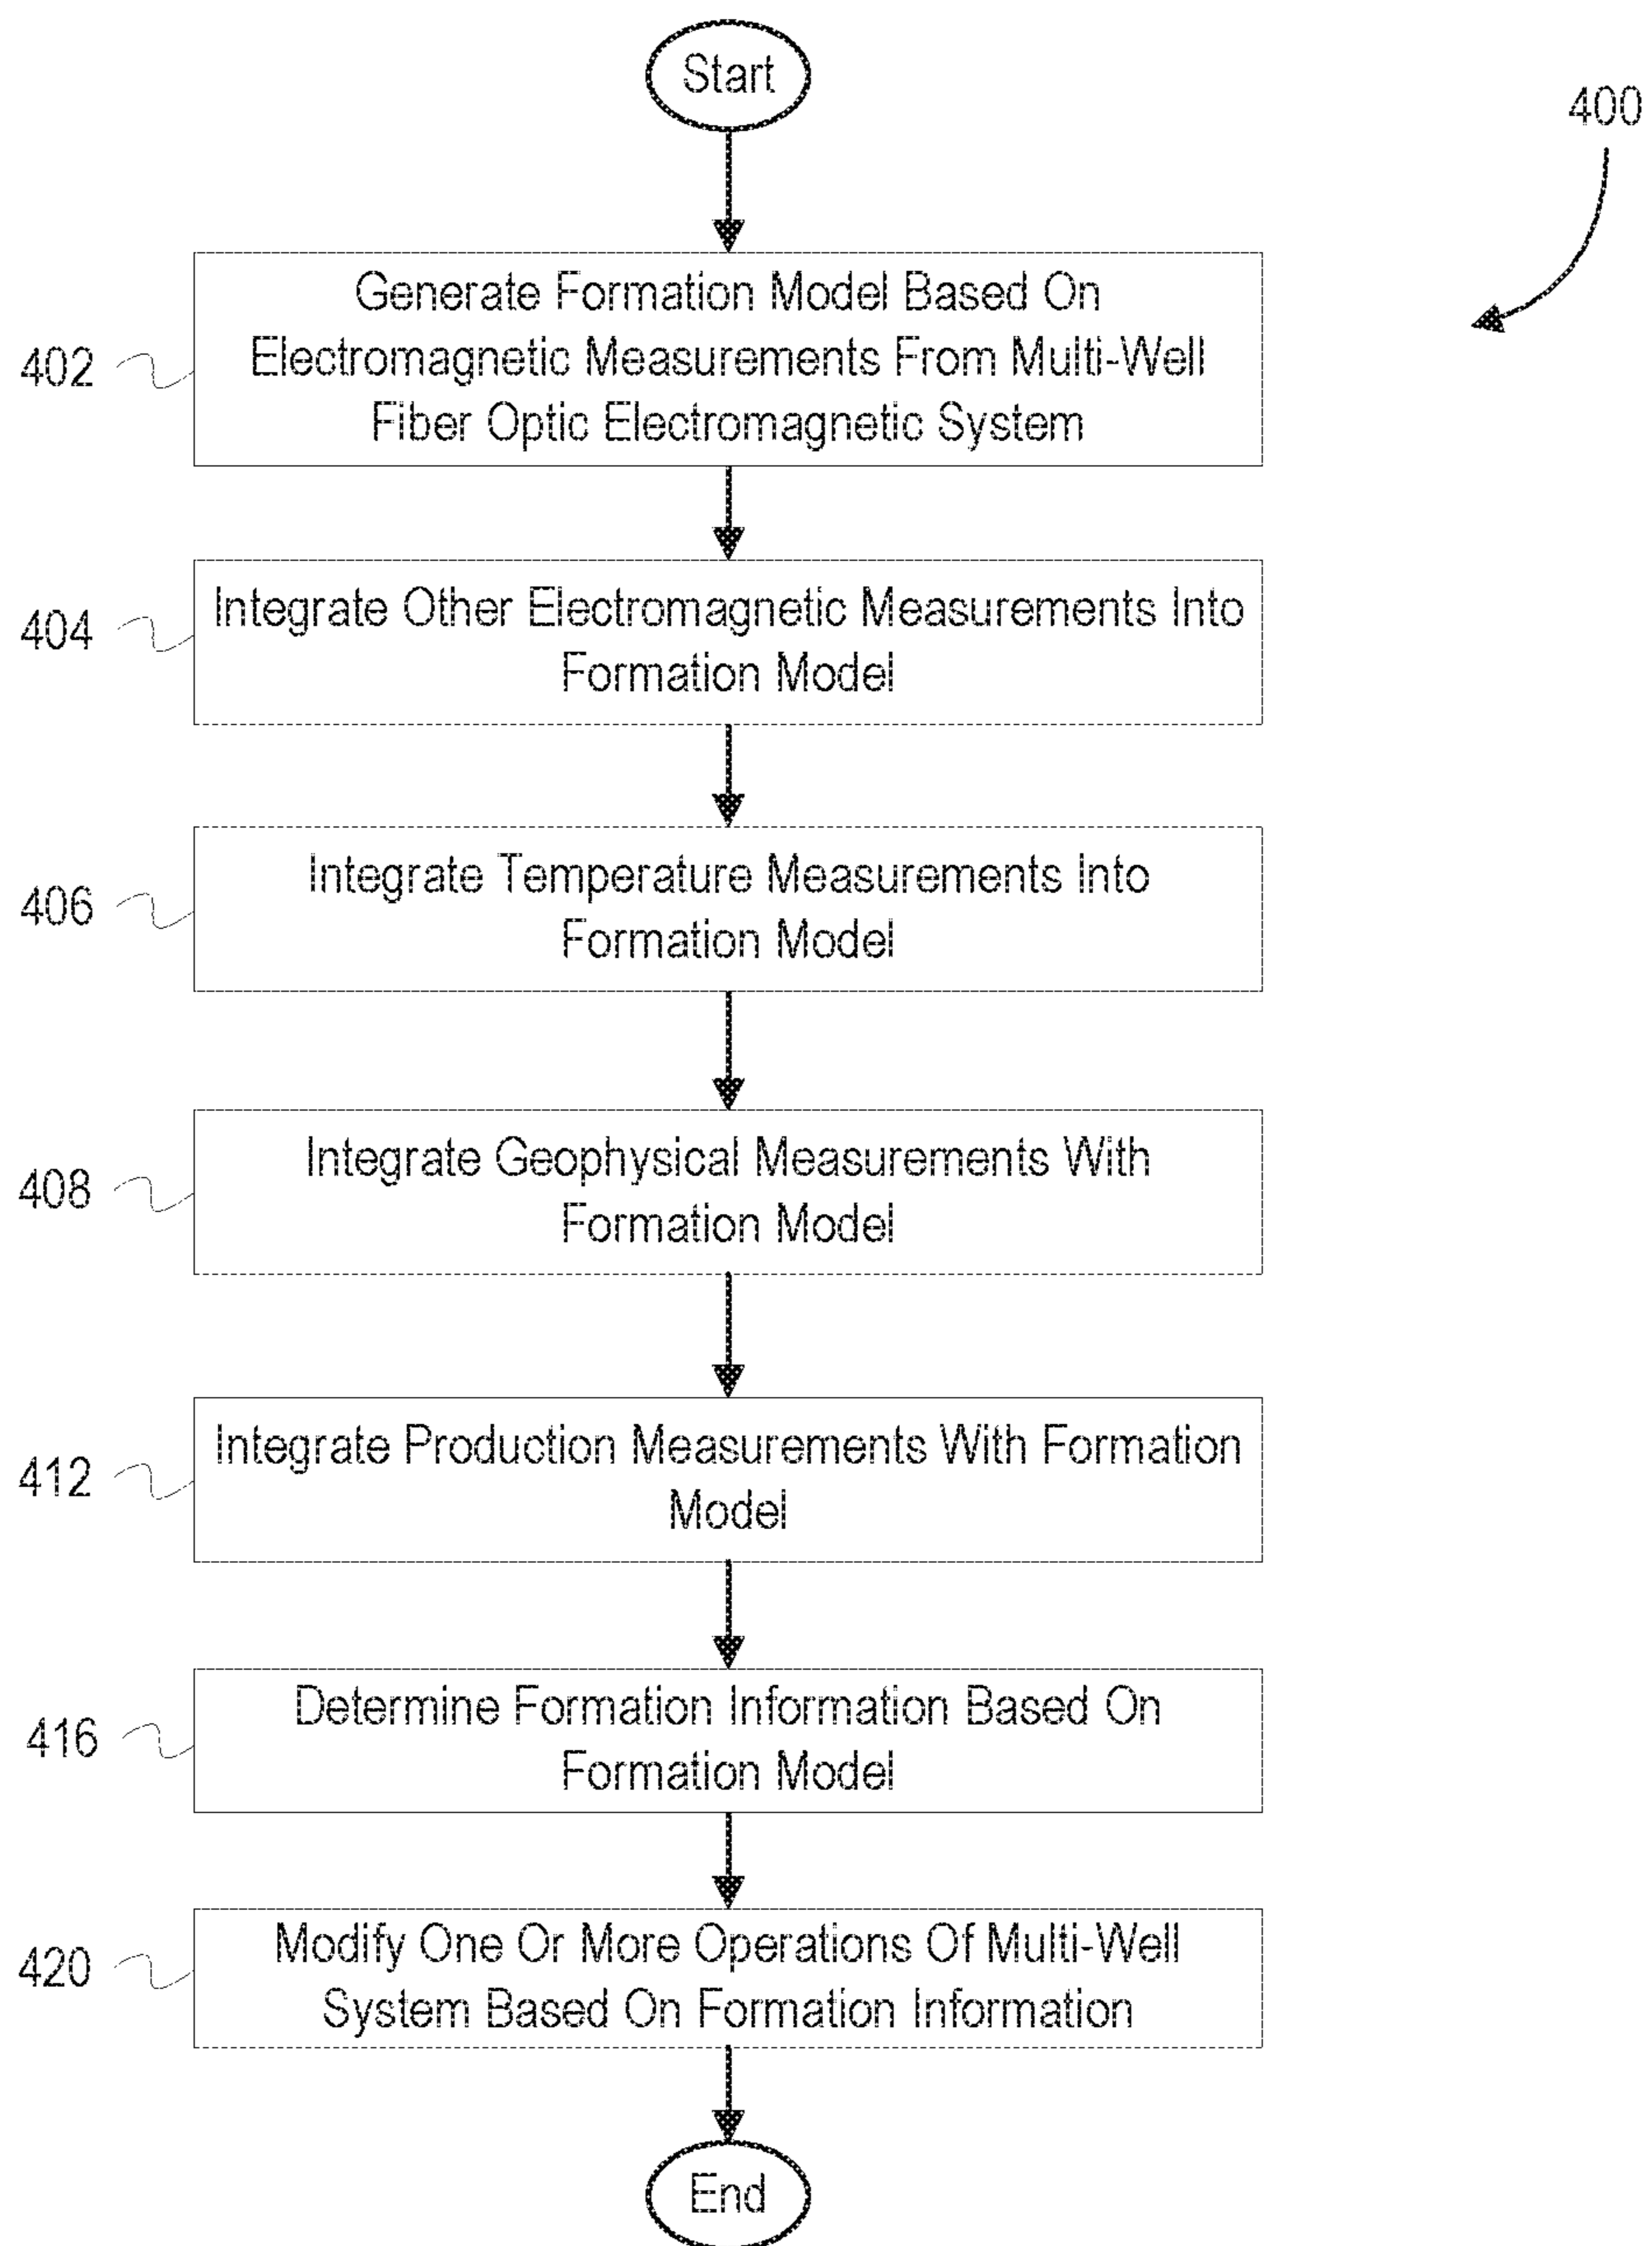 Start
400
Generate Formation Model Based On
Electromagnetic Measurements From Multi-Well
Fiber Optic Electromagnetic System
402
Integrate Other Electromagnetic Measurements Into
Formation Model
404
Integrate Temperature Measurements Into
Formation Model
406
Integrate Geophysical Measurements With
Formation Model
408
Integrate Production Measurements With Formation
Model
412
Determine Formation Information Based On
Formation Model
416
Modify One Or More Operations Of Multi-Well
System Based On Formation Information
420
End